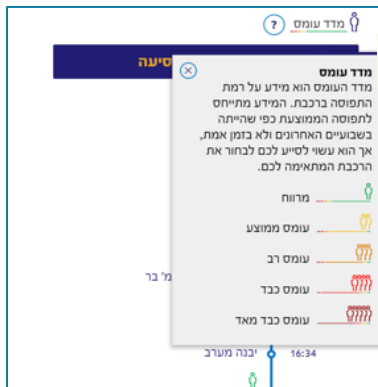 מדד עומס ?
סיעה
מדד עומס
מדד העומס הוא מידע על רמת
התפוסה ברכבת. המידע מתייחס
לתפוסה הממוצעת כפי שהייתה
בשבועיים האחרונים ולא בזמן אמת,
אך הוא עשוי לסייע לכם לבחור את
הרכבת המתאימה לכם.
מרווח
עומס ממוצע
עומס רב
מ' בר
עומס כבד
עומס כבד מאד
16:34 יבנה מערב